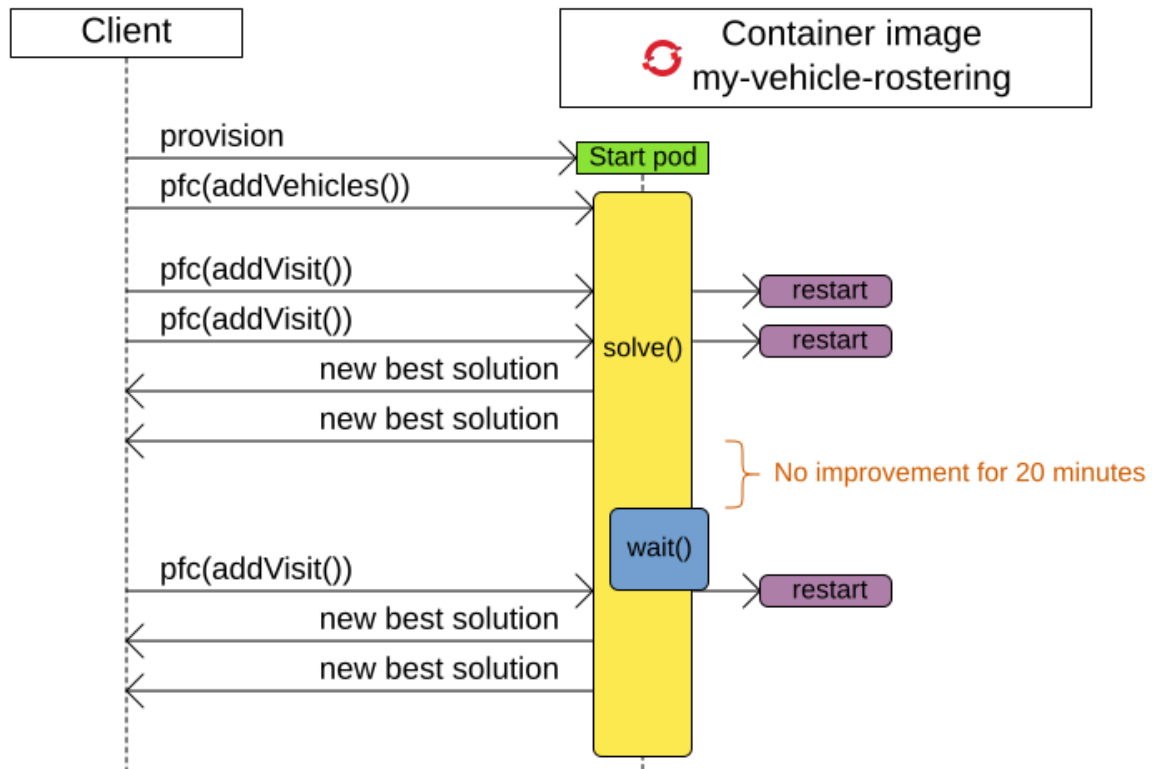 Client
Container image
my-vehicle-rostering
provision
Start pod
pfc(addVehicles())
pfc(addVisit())
restart
pfc(addVisit())
restart
solve()
new best solution
new best solution
No improvement for 20 minutes
wait()
pfc(addVisit())
restart
new best solution
new best solution